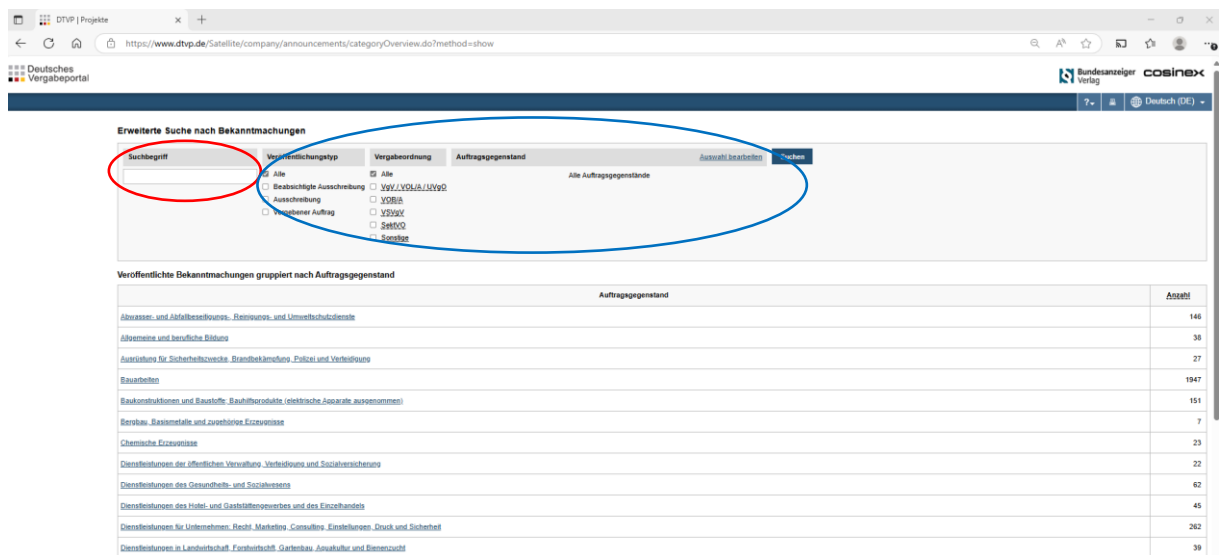 DTVP | Projekte
https://www.dtvp.de/Satellite/company/announcements/categoryOverview.do?method=show
Deutsches
Vergabeportal
Bundesanzeiger
Verlag
cosinex
Deutsch (DE)
Erweiterte Suche nach Bekanntmachungen
Suchbegriff Veröffentlichungstyp Vergabeordnung Auftragsgegenstand Auswahl bearbeiten Suchen
Alle Alle Alle Auftragsgegenstände
Beabsichtigte Ausschreibung VgV / VOL/A / UVgO
Ausschreibung VOB/A
Vergebener Auftrag VSVgV
SektVO
Sonstige
Veröffentlichte Bekanntmachungen gruppiert nach Auftragsgegenstand
Auftragsgegenstand Anzahl
Abwasser- und Abfallbeseitigungs-, Reinigungs- und Umweltschutzdienste 146
Allgemeine und berufliche Bildung 38
Ausrüstung für Sicherheitszwecke, Brandbekämpfung, Polizei und Verteidigung 27
Bauarbeiten 1947
Baukonstruktionen und Baustoffe; Bauhilfsprodukte (elektrische Apparate ausgenommen) 151
Bergbau, Basismetalle und zugehörige Erzeugnisse 7
Chemische Erzeugnisse 23
Dienstleistungen der öffentlichen Verwaltung, Verteidigung und Sozialversicherung 22
Dienstleistungen des Gesundheits- und Sozialwesens 62
Dienstleistungen des Hotel- und Gaststättengewerbes und des Einzelhandels 45
Dienstleistungen für Unternehmen: Recht, Marketing, Consulting, Einstellungen, Druck und Sicherheit 262
Dienstleistungen in Landwirtschaft, Forstwirtschft, Gartenbau, Aquakultur und Bienenzucht 39